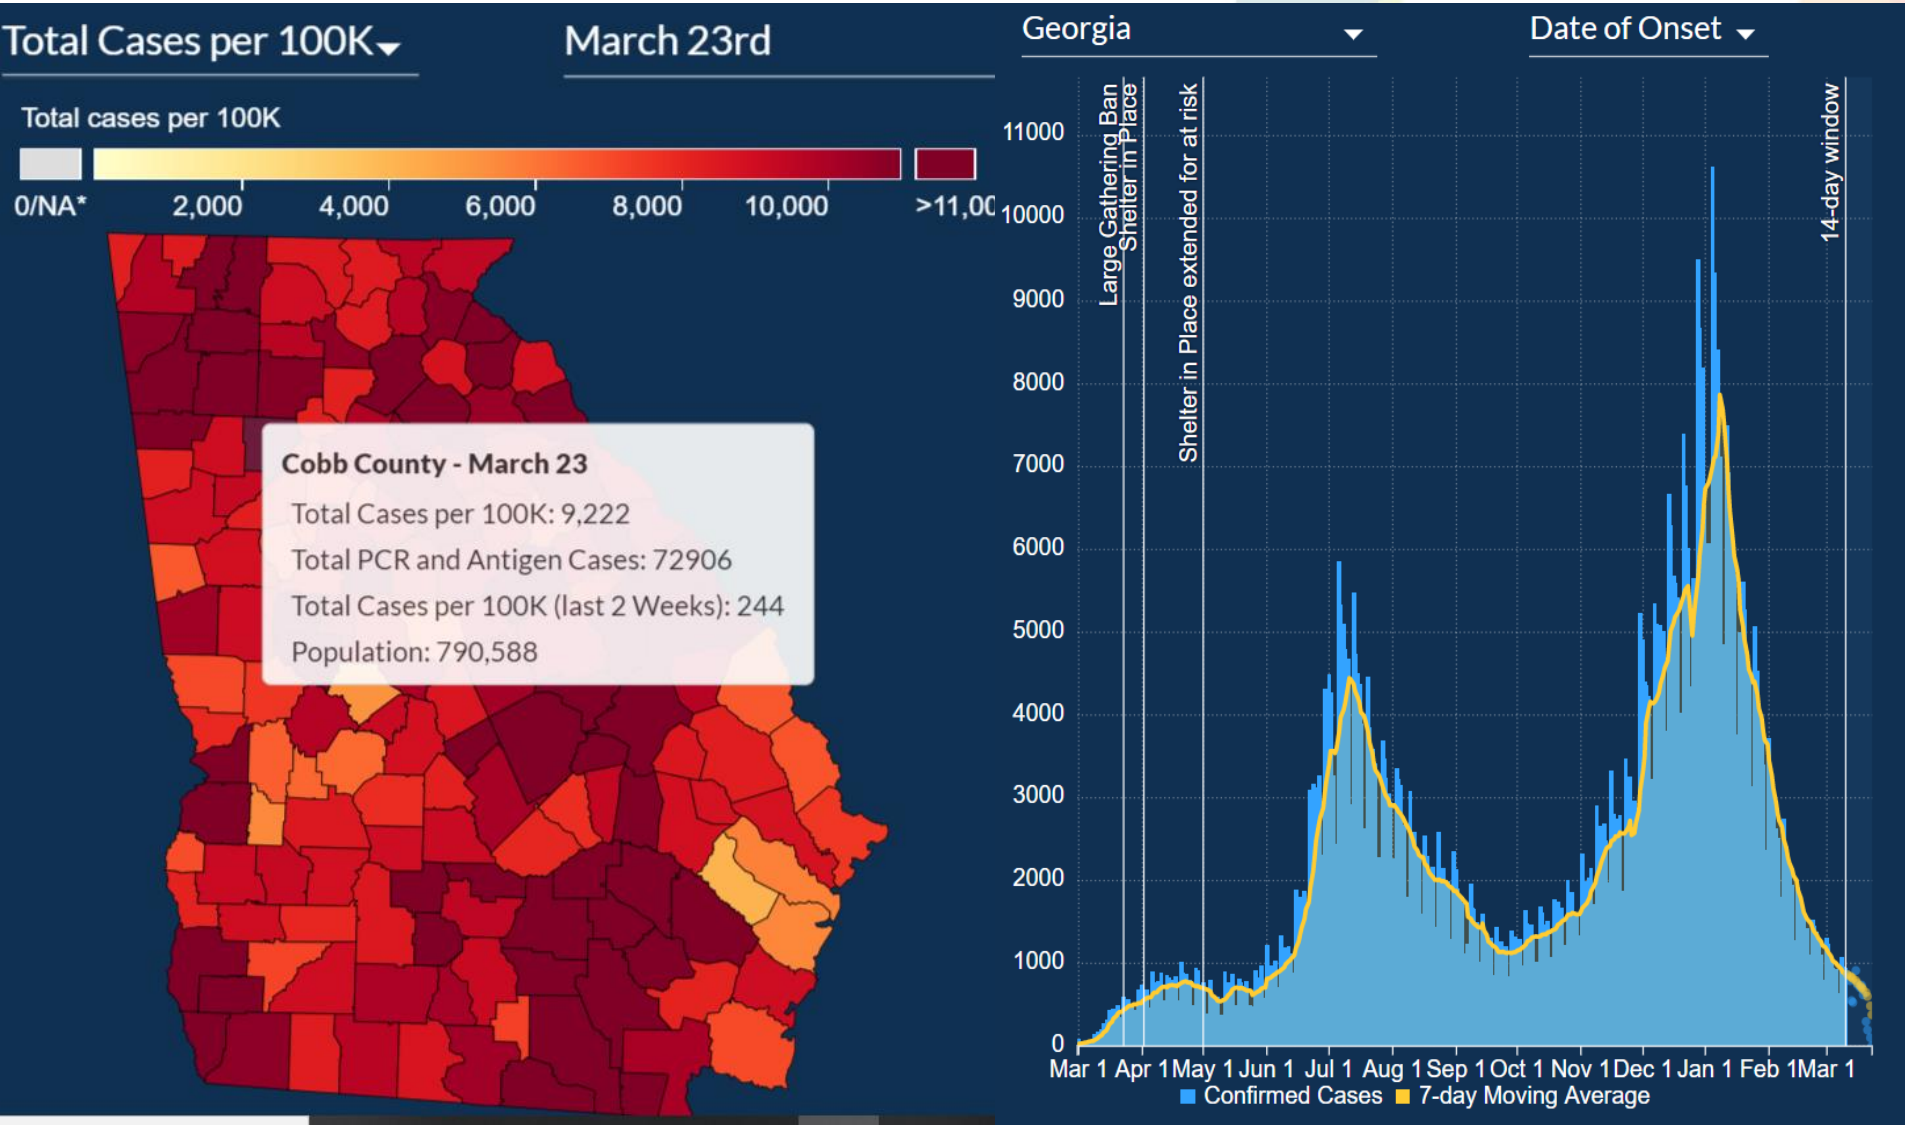 Total Cases per 100K
March 23rd
Total cases per 100K
0/NA*
2,000
4,000
6,000
8,000
10,000
>11,00
Cobb County - March 23
Total Cases per 100K: 9,222
Total PCR and Antigen Cases: 72906
Total Cases per 100K (last 2 Weeks): 244
Population: 790,588
Georgia
Date of Onset
Large Gathering Ban
Shelter in Place
Shelter in Place extended for at risk
14-day window
11000
10000
9000
8000
7000
6000
5000
4000
3000
2000
1000
0
Mar 1 Apr 1 May 1 Jun 1 Jul 1 Aug 1 Sep 1 Oct 1 Nov 1 Dec 1 Jan 1 Feb 1 Mar 1
Confirmed Cases 7-day Moving Average